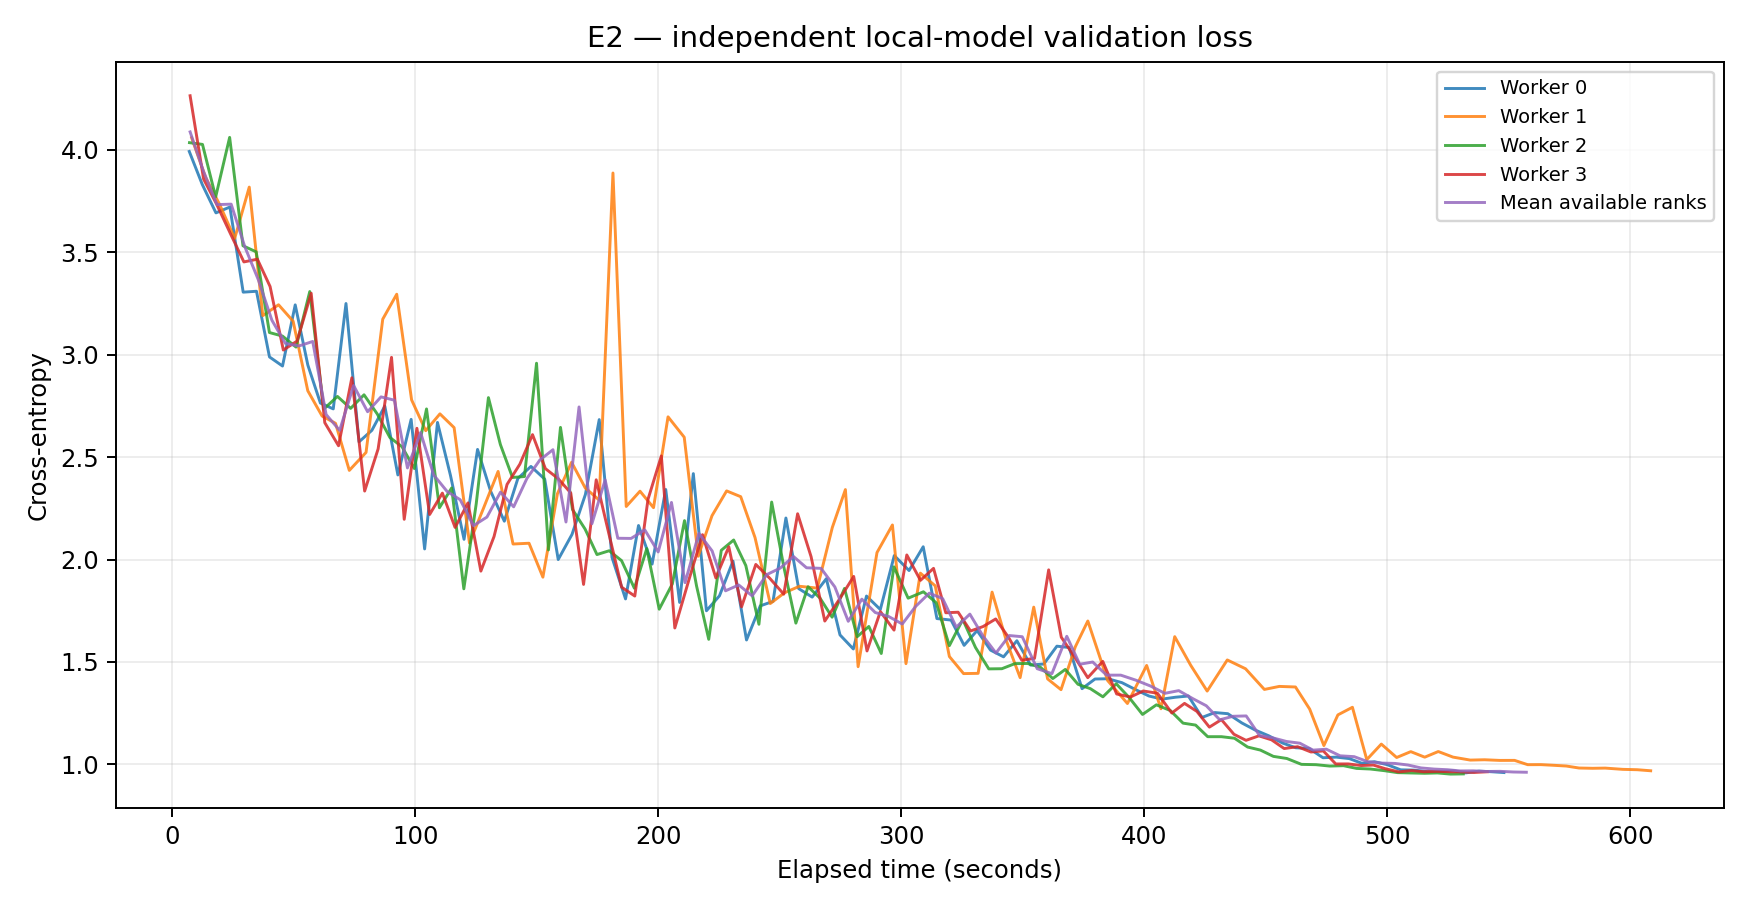 E2 — independent local-model validation loss
Worker 0
Worker 1
Worker 2
Worker 3
Mean available ranks
Cross-entropy
4.0
3.5
3.0
2.5
2.0
1.5
1.0
0 100 200 300 400 500 600
Elapsed time (seconds)